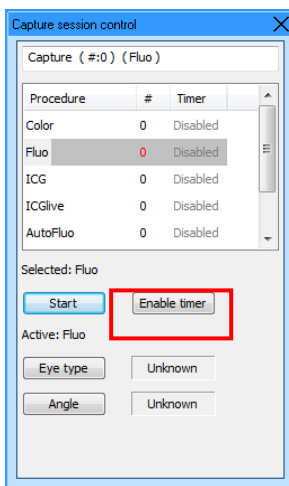 Capture session control
Capture ( #:0 ) ( Fluo )
Procedure # Timer
Color 0 Disabled
Fluo 0 Disabled
ICG 0 Disabled
ICGlive 0 Disabled
AutoFluo 0 Disabled
Selected: Fluo
Start Enable timer
Active: Fluo
Eye type Unknown
Angle Unknown